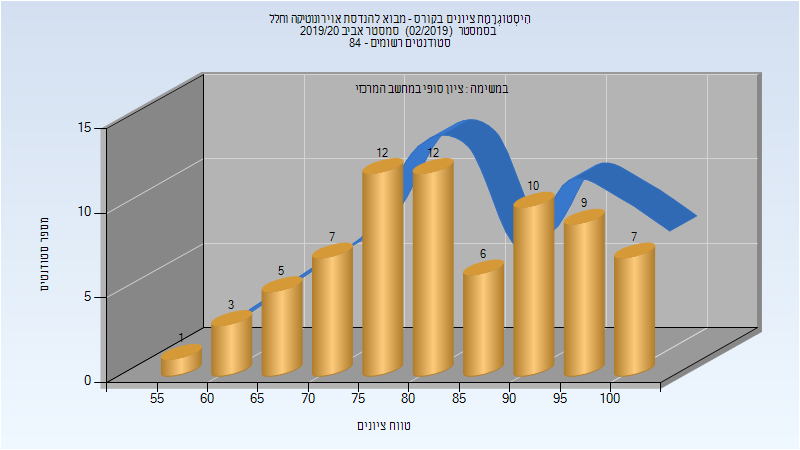 הִיסְטוֹגְרָמַת ציונים בקורס - מבוא להנדסת אוירונוטיקה וחלל
בסמסטר (02/2019) סמסטר אביב 2019/20
סטודנטים רשומים - 84
במשימה : ציון סופי במחשב המרכזי
מספר סטודנטים
15
10
5
0
1
3
5
7
12
12
6
10
9
7
55 60 65 70 75 80 85 90 95 100
טווח ציונים